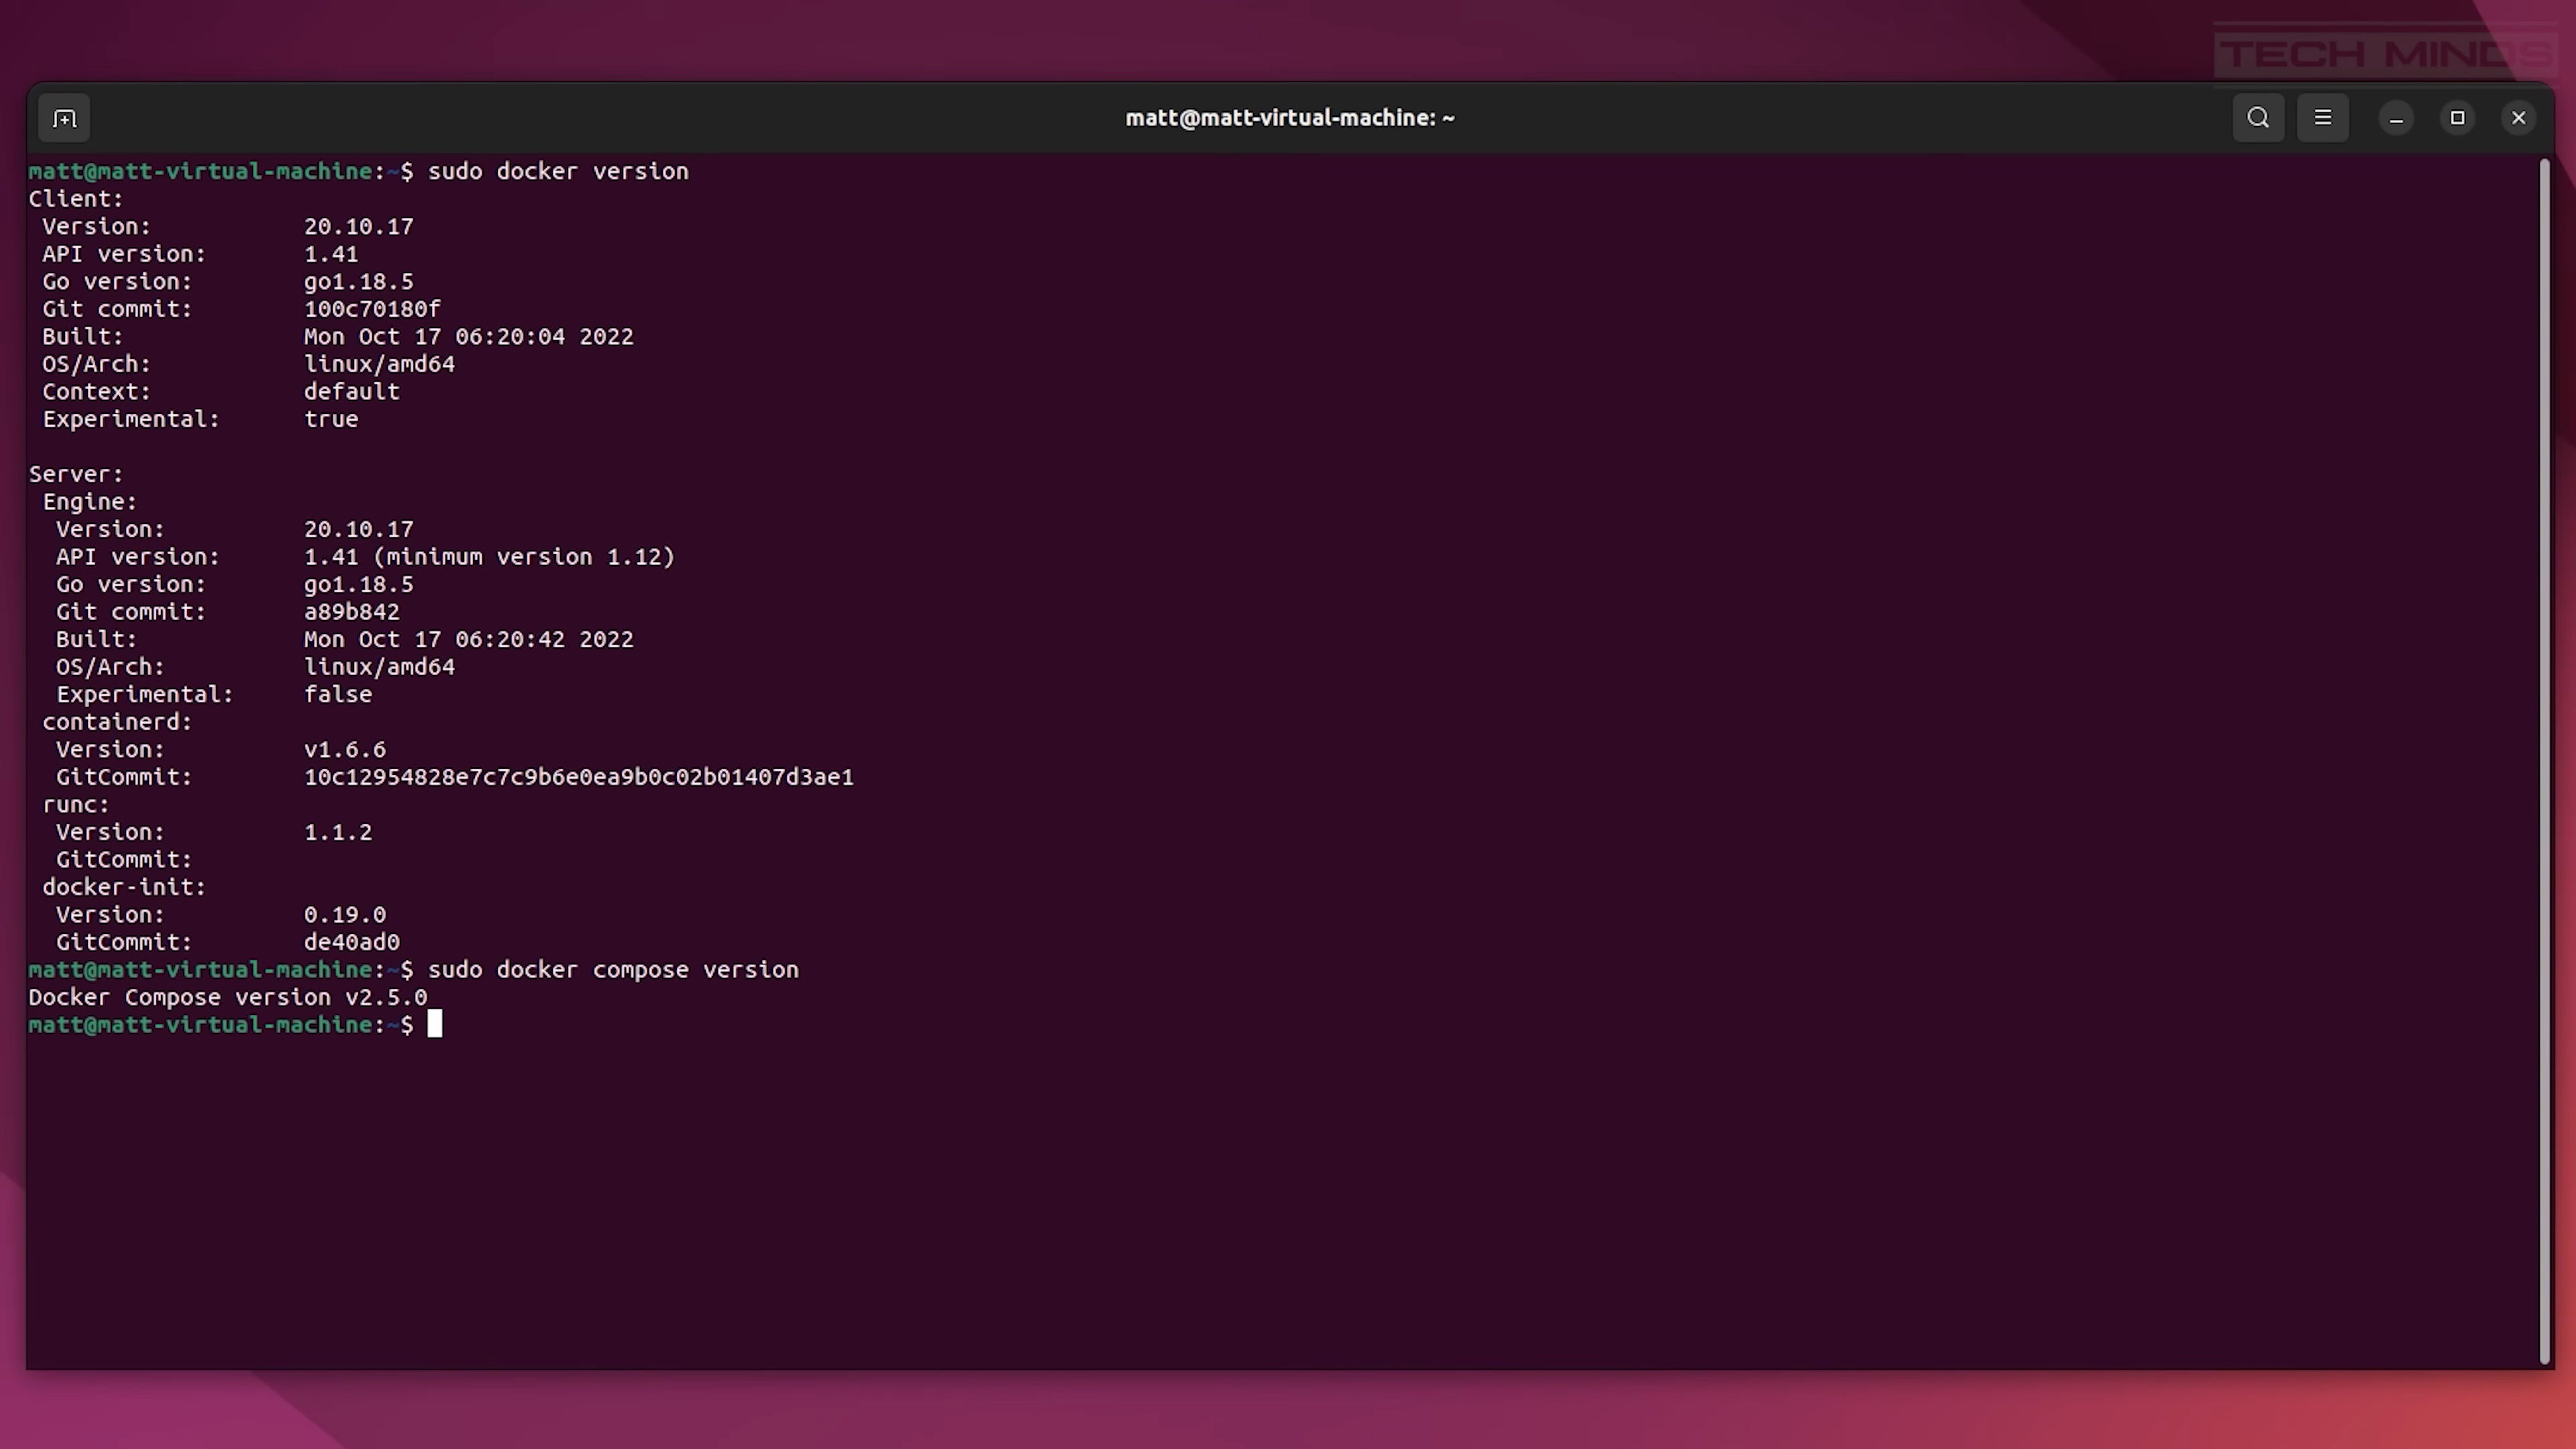 TECH MINDS
matt@matt-virtual-machine: ~
matt@matt-virtual-machine:~$ sudo docker version
Client:
 Version:           20.10.17
 API version:       1.41
 Go version:        go1.18.5
 Git commit:        100c70180f
 Built:             Mon Oct 17 06:20:04 2022
 OS/Arch:           linux/amd64
 Context:           default
 Experimental:      true

Server:
 Engine:
  Version:          20.10.17
  API version:      1.41 (minimum version 1.12)
  Go version:       go1.18.5
  Git commit:       a89b842
  Built:            Mon Oct 17 06:20:42 2022
  OS/Arch:          linux/amd64
  Experimental:     false
 containerd:
  Version:          v1.6.6
  GitCommit:        10c12954828e7c7c9b6e0ea9b0c02b01407d3ae1
 runc:
  Version:          1.1.2
  GitCommit:
 docker-init:
  Version:          0.19.0
  GitCommit:        de40ad0
matt@matt-virtual-machine:~$ sudo docker compose version
Docker Compose version v2.5.0
matt@matt-virtual-machine:~$